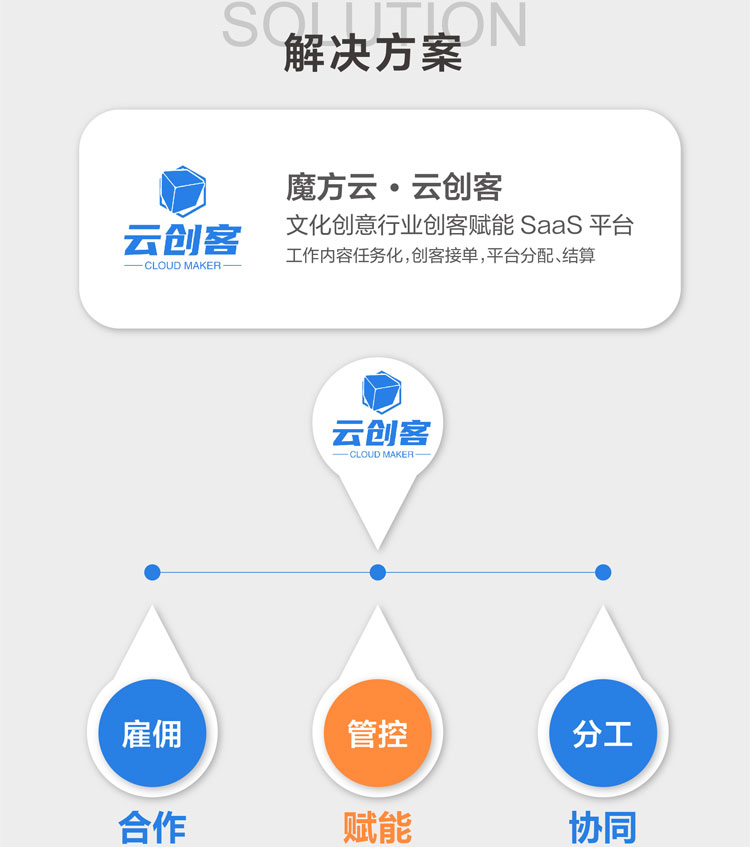 SOLUTION
解决方案
云创客
CLOUD MAKER
魔方云·云创客
文化创意行业创客赋能 SaaS 平台
工作内容任务化,创客接单,平台分配、结算
云创客
CLOUD MAKER
雇佣
管控
分工
合作
赋能
协同